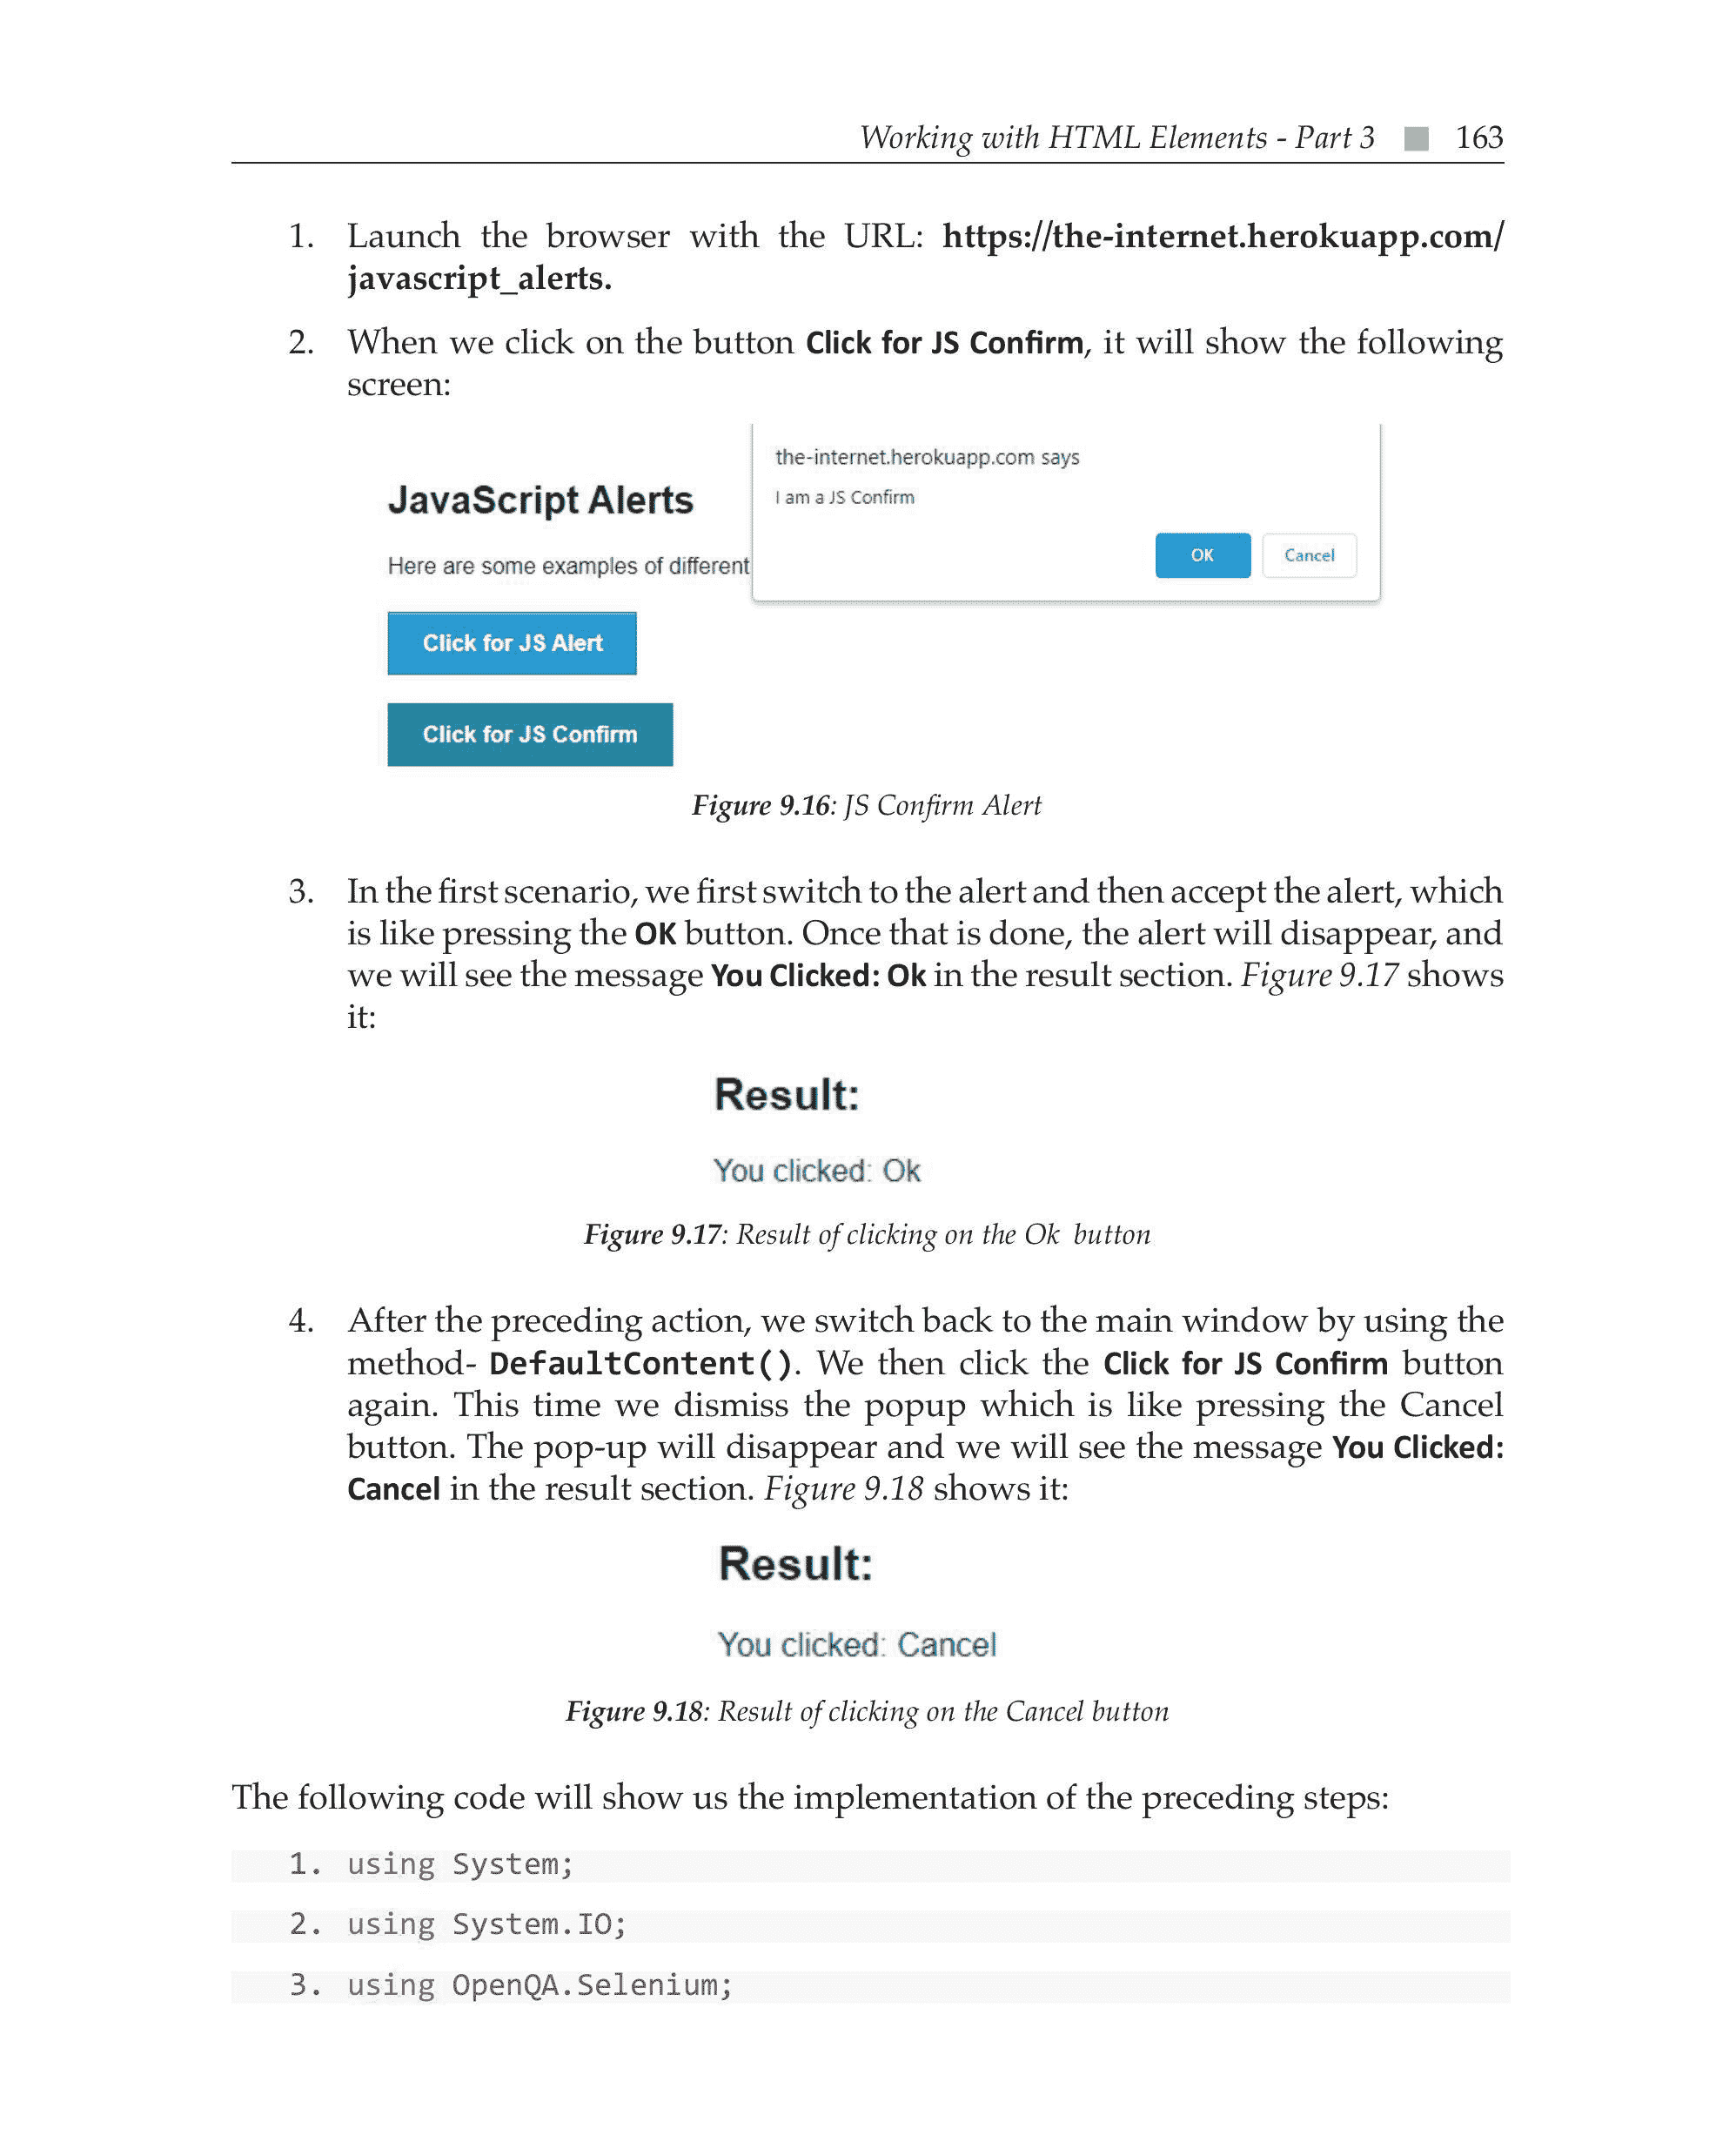 Working with HTML Elements - Part 3 163
1. Launch the browser with the URL: https://the-internet.herokuapp.com/
javascript_alerts.
2. When we click on the button Click for JS Confirm, it will show the following
screen:
the-internet.herokuapp.com says
I am a JS Confirm
OK Cancel
JavaScript Alerts
Here are some examples of different
Click for JS Alert
Click for JS Confirm
Figure 9.16: JS Confirm Alert
3. In the first scenario, we first switch to the alert and then accept the alert, which
is like pressing the OK button. Once that is done, the alert will disappear, and
we will see the message You Clicked: Ok in the result section. Figure 9.17 shows
it:
Result:
You clicked: Ok
Figure 9.17: Result of clicking on the Ok button
4. After the preceding action, we switch back to the main window by using the
method- DefaultContent(). We then click the Click for JS Confirm button
again. This time we dismiss the popup which is like pressing the Cancel
button. The pop-up will disappear and we will see the message You Clicked:
Cancel in the result section. Figure 9.18 shows it:
Result:
You clicked: Cancel
Figure 9.18: Result of clicking on the Cancel button
The following code will show us the implementation of the preceding steps:
1. using System;
2. using System.IO;
3. using OpenQA.Selenium;